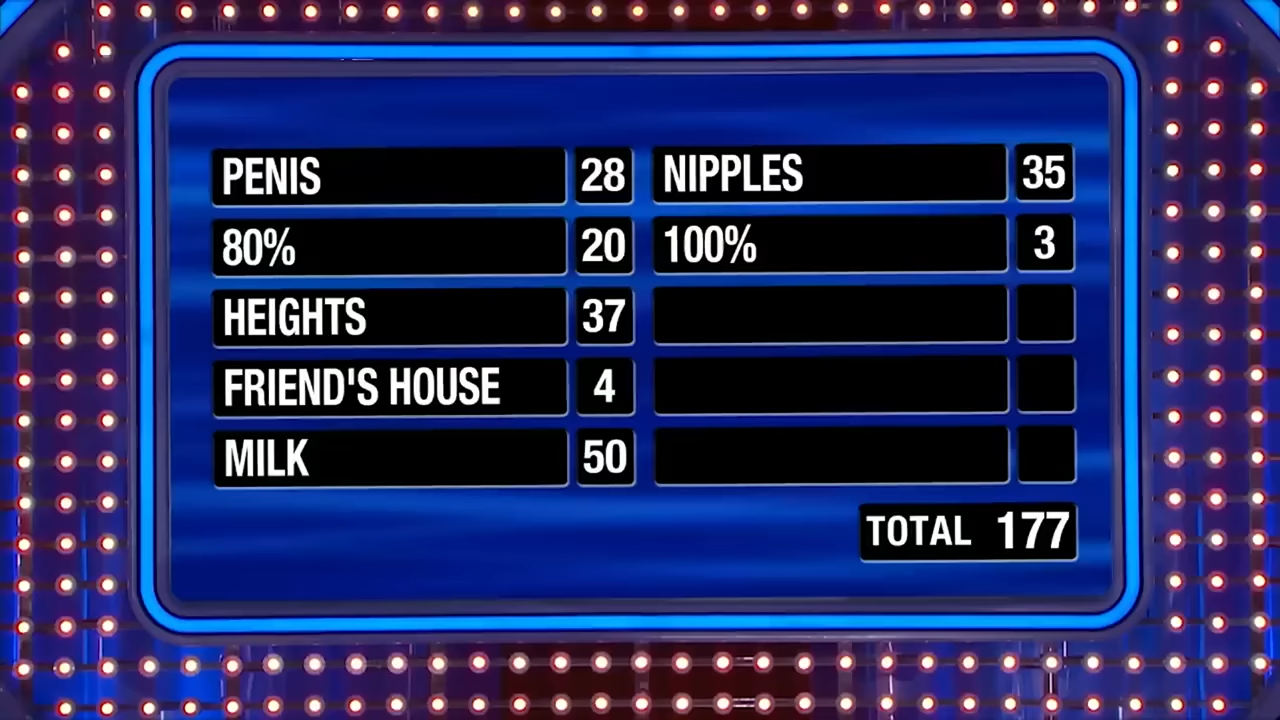 PENIS 28 NIPPLES 35
80% 20 100% 3
HEIGHTS 37
FRIEND'S HOUSE 4
MILK 50
TOTAL 177